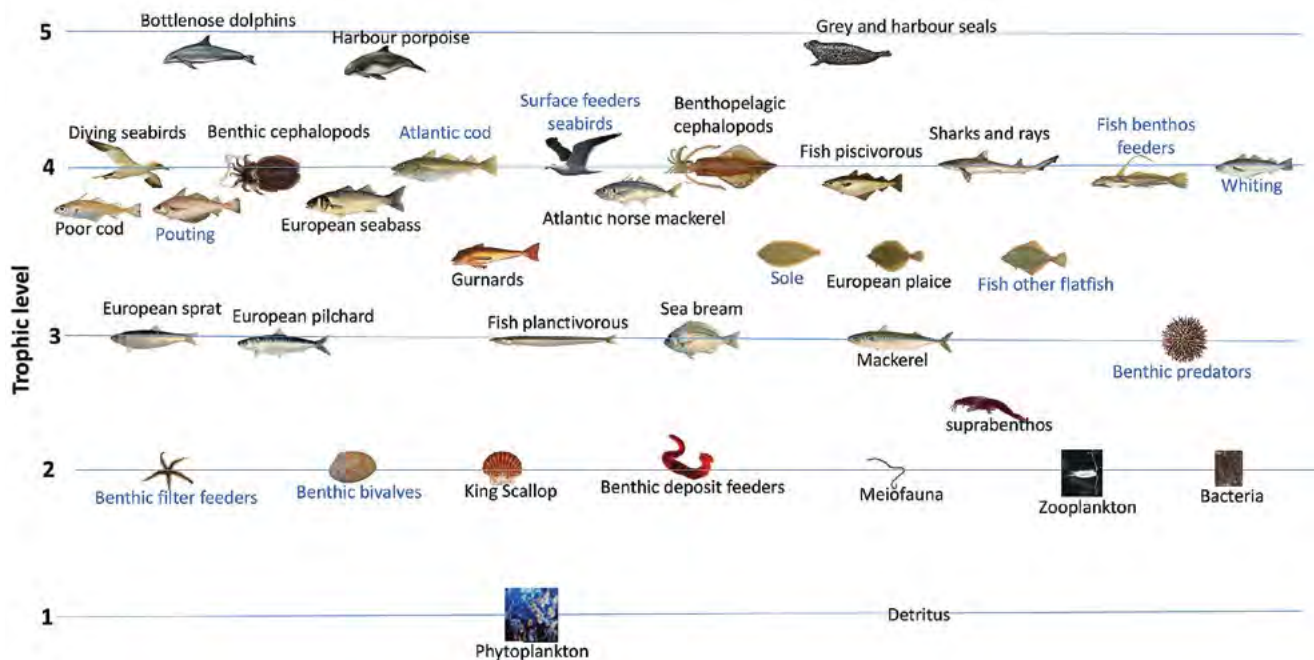 Bottlenose dolphins
Harbour porpoise
Grey and harbour seals
5
Diving seabirds
Benthic cephalopods
Atlantic cod
Surface feeders
seabirds
Benthopelagic
cephalopods
Fish piscivorous
Sharks and rays
Fish benthos
feeders
4
Whiting
Poor cod
Pouting
European seabass
Atlantic horse mackerel
Gurnards
Sole
European plaice
Fish other flatfish
Trophic level
European sprat
European pilchard
Fish planctivorous
Sea bream
3
Mackerel
Benthic predators
suprabenthos
2
Benthic filter feeders
Benthic bivalves
King Scallop
Benthic deposit feeders
Meiofauna
Zooplankton
Bacteria
1
Detritus
Phytoplankton